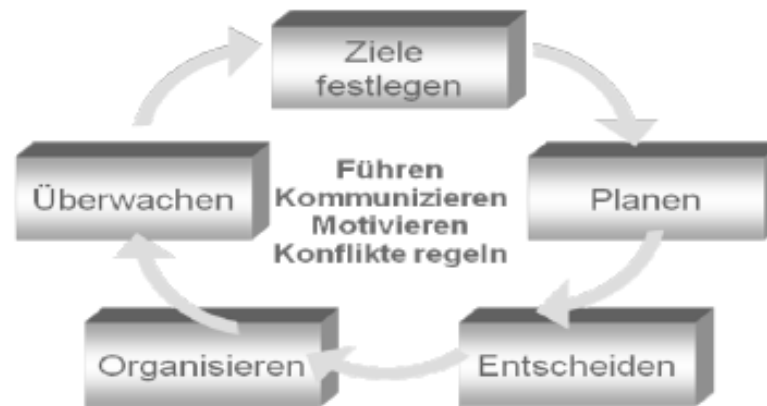 Ziele
festlegen
Überwachen
Führen
Kommunizieren
Motivieren
Konflikte regeln
Planen
Organisieren
Entscheiden